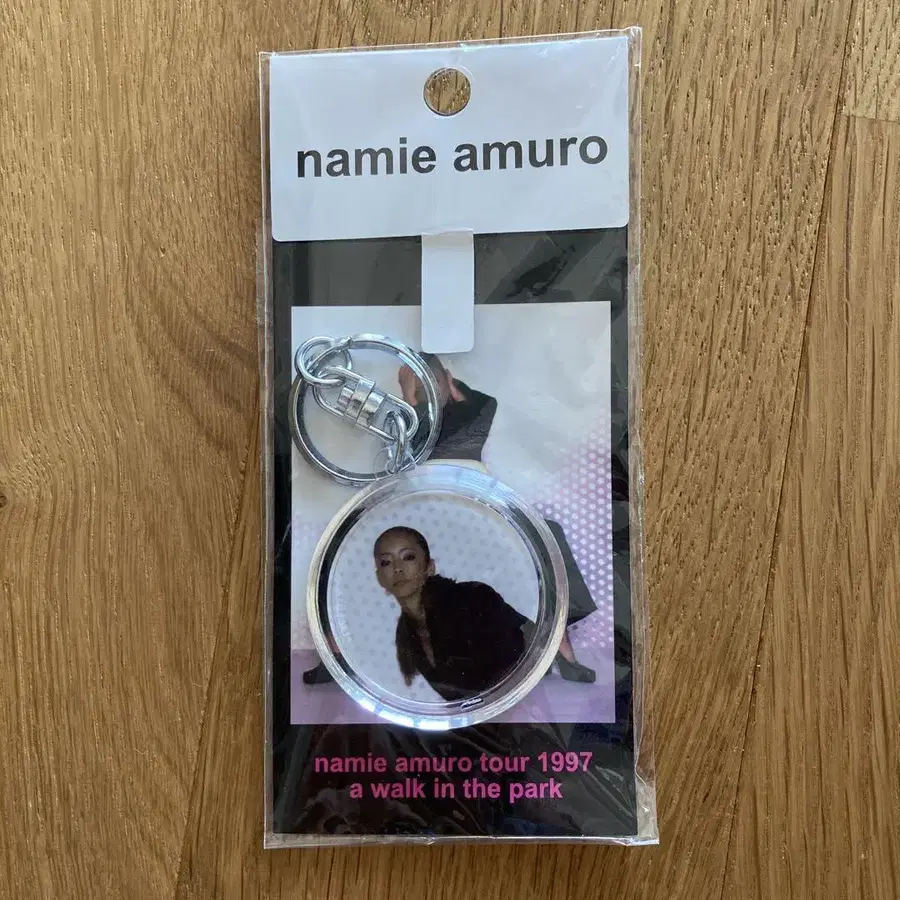 namie amuro
namie amuro tour 1997
a walk in the park